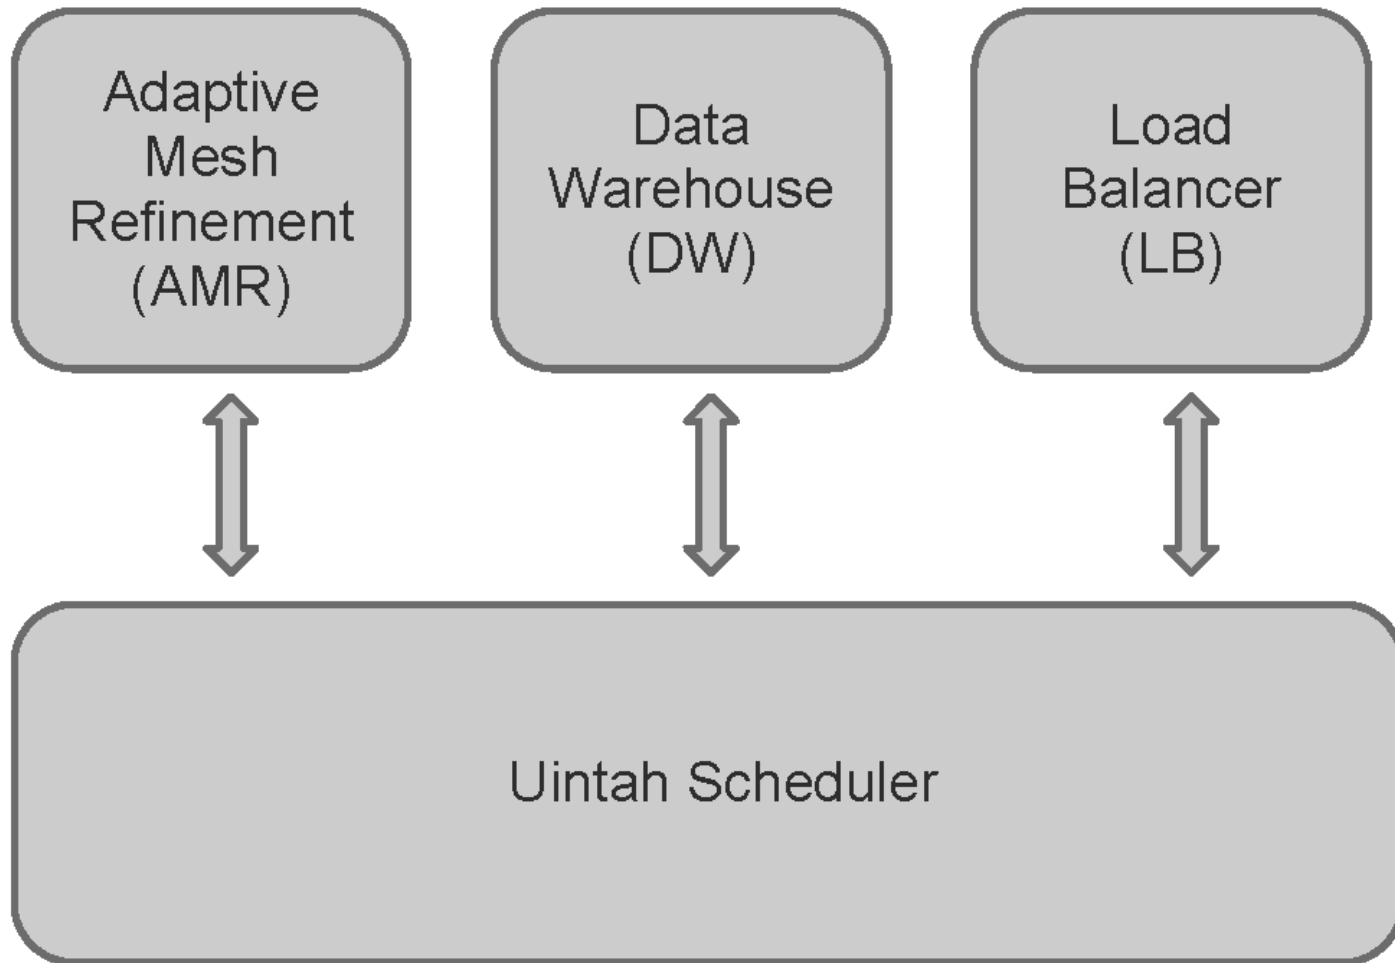 Adaptive
Mesh
Refinement
(AMR)
Data
Warehouse
(DW)
Load
Balancer
(LB)
Uintah Scheduler